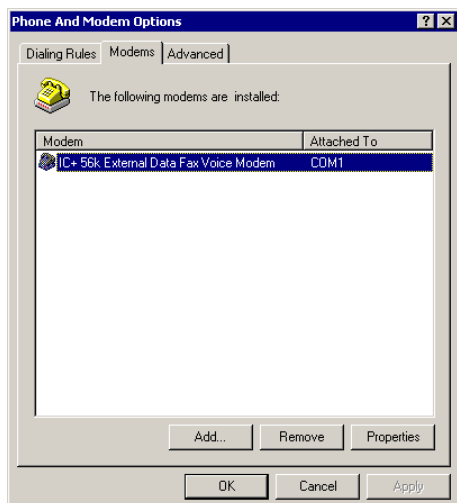 Phone And Modem Options
Dialing Rules Modems Advanced
The following modems are installed:
Modem Attached To
IC+ 56k External Data Fax Voice Modem COM1
Add... Remove Properties
OK Cancel Apply